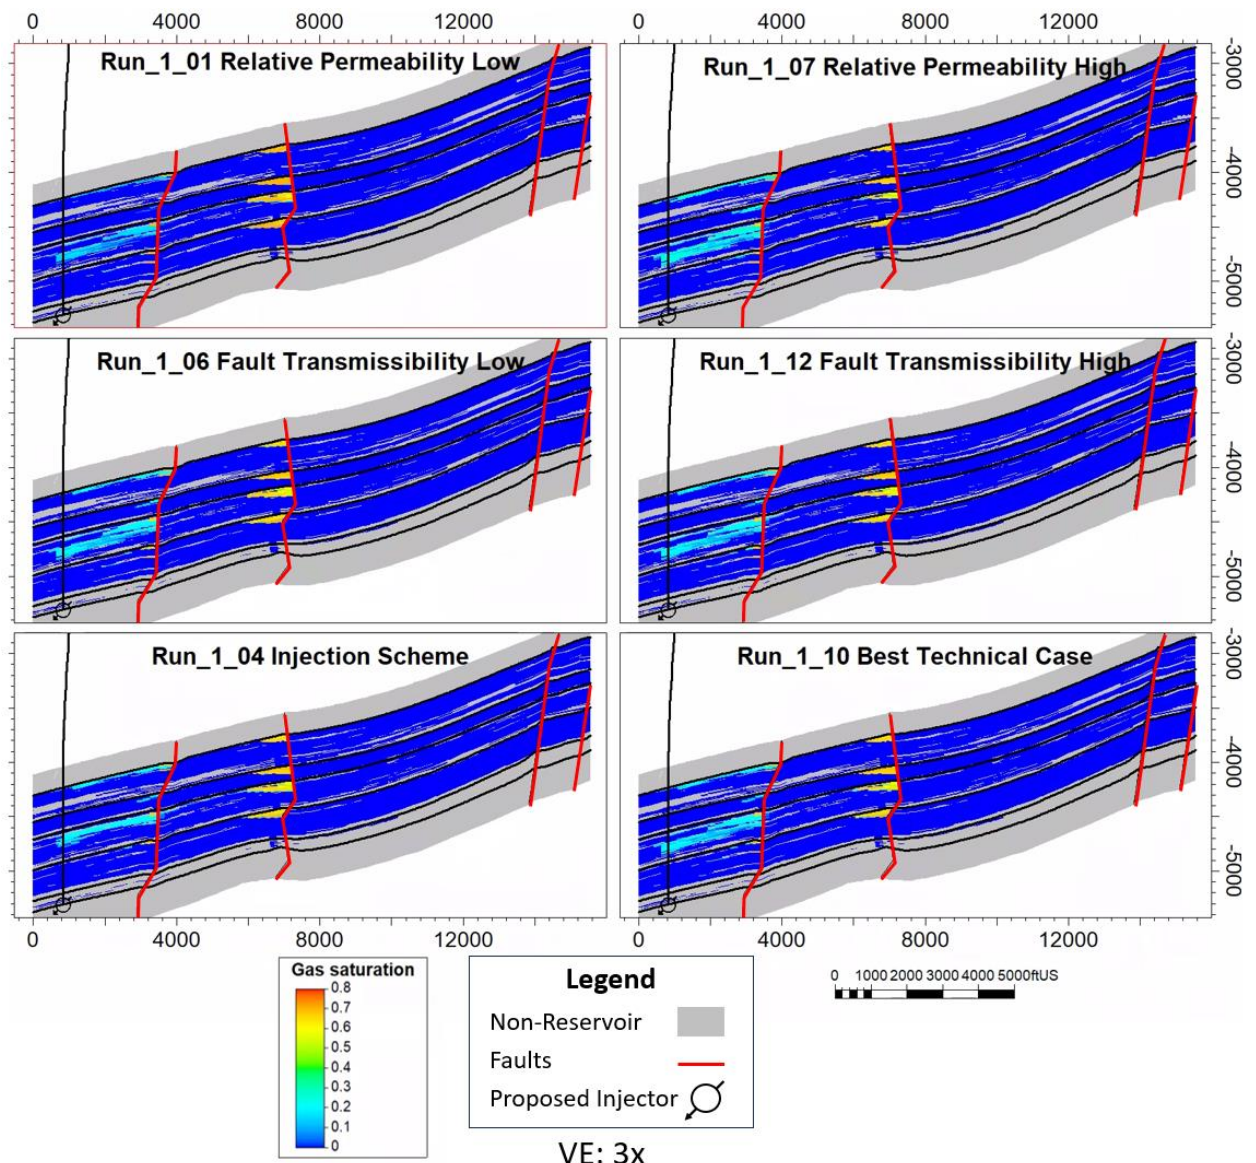 0 4000 8000 12000 0 4000 8000 12000
Run_1_01 Relative Permeability Low
Run_1_07 Relative Permeability High
-3000
-4000
-5000
Run_1_06 Fault Transmissibility Low
Run_1_12 Fault Transmissibility High
-3000
-4000
-5000
Run_1_04 Injection Scheme
Run_1_10 Best Technical Case
-3000
-4000
-5000
0 4000 8000 12000 0 4000 8000 12000
Gas saturation
0.8
0.7
0.6
0.5
0.4
0.3
0.2
0.1
0
Legend
Non-Reservoir
Faults
Proposed Injector
0 1000 2000 3000 4000 5000ftUS
VE: 3x